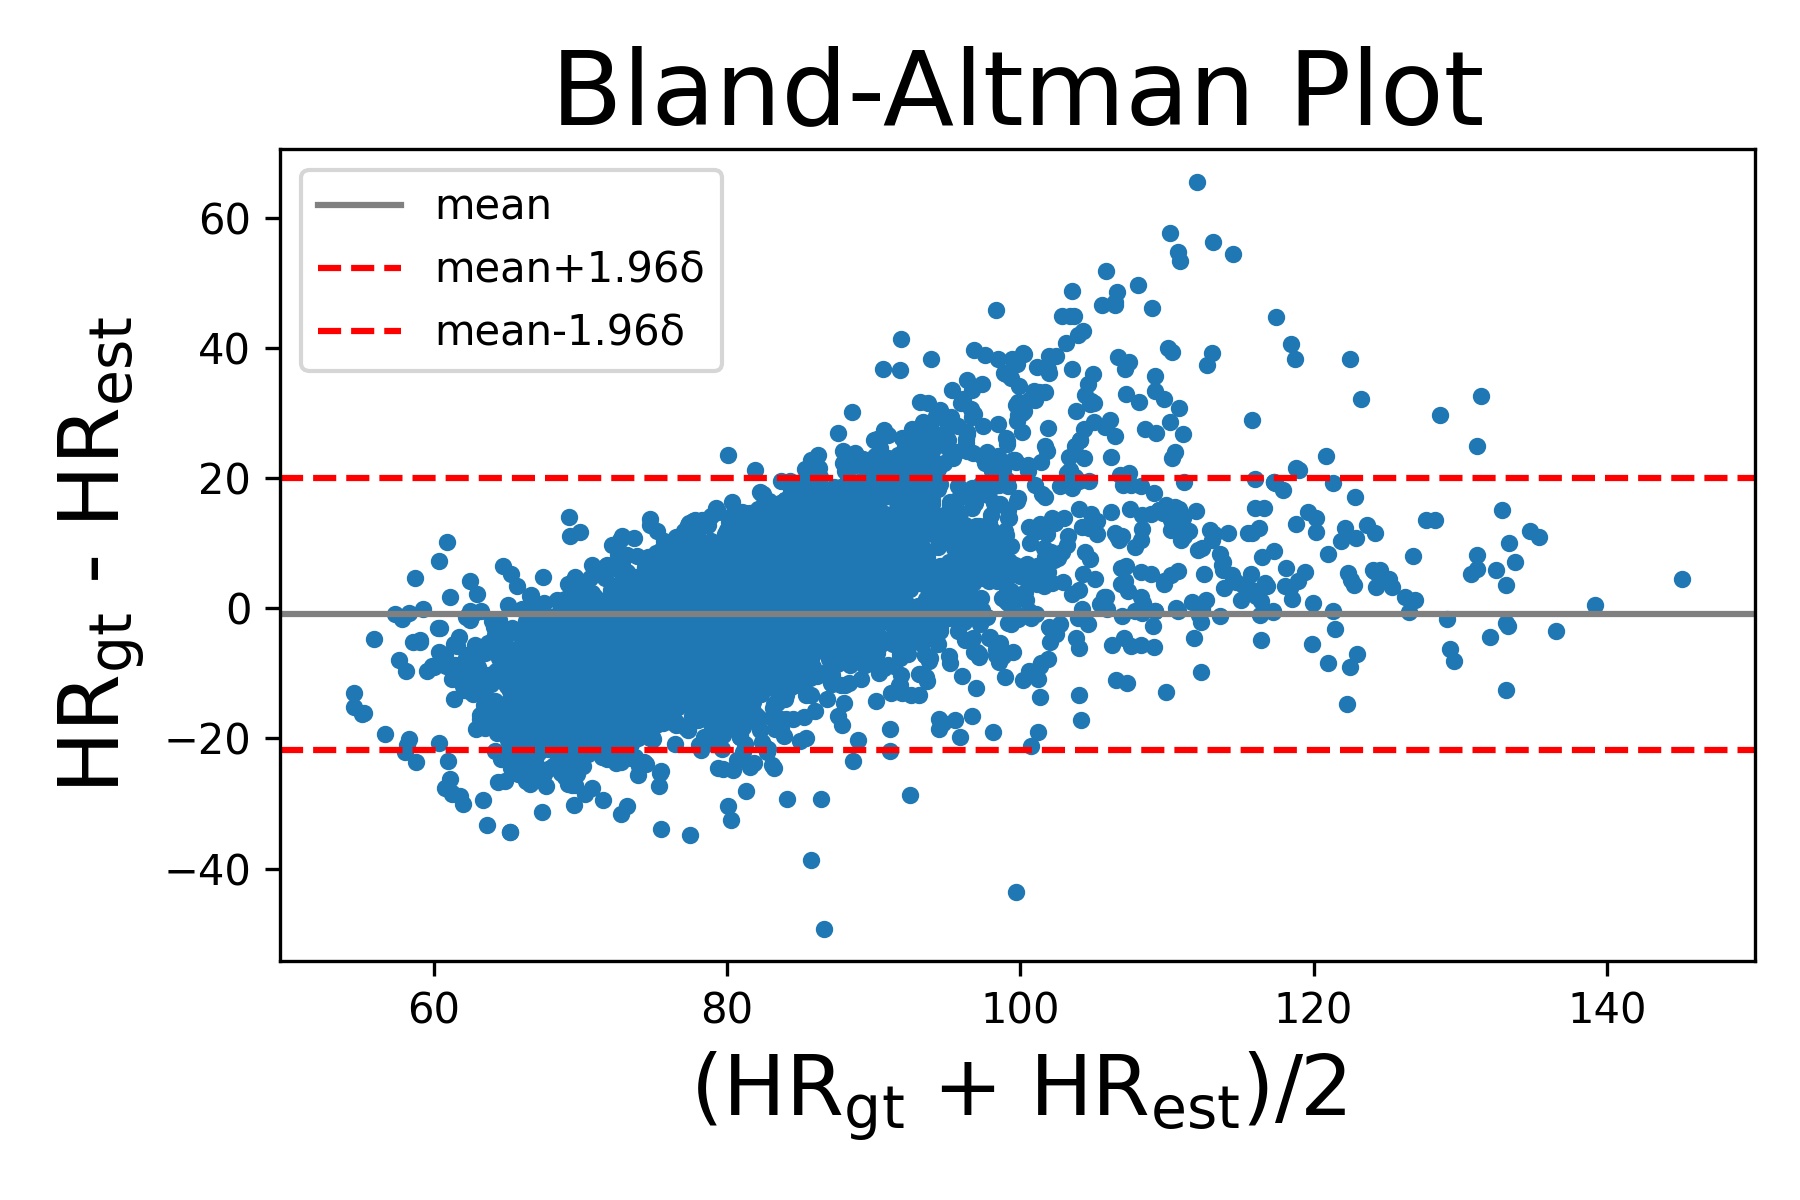 Bland-Altman Plot
mean
mean+1.96δ
mean-1.96δ
HRgt - HRest
60
40
20
0
−20
−40
60
80
100
120
140
(HRgt + HRest)/2